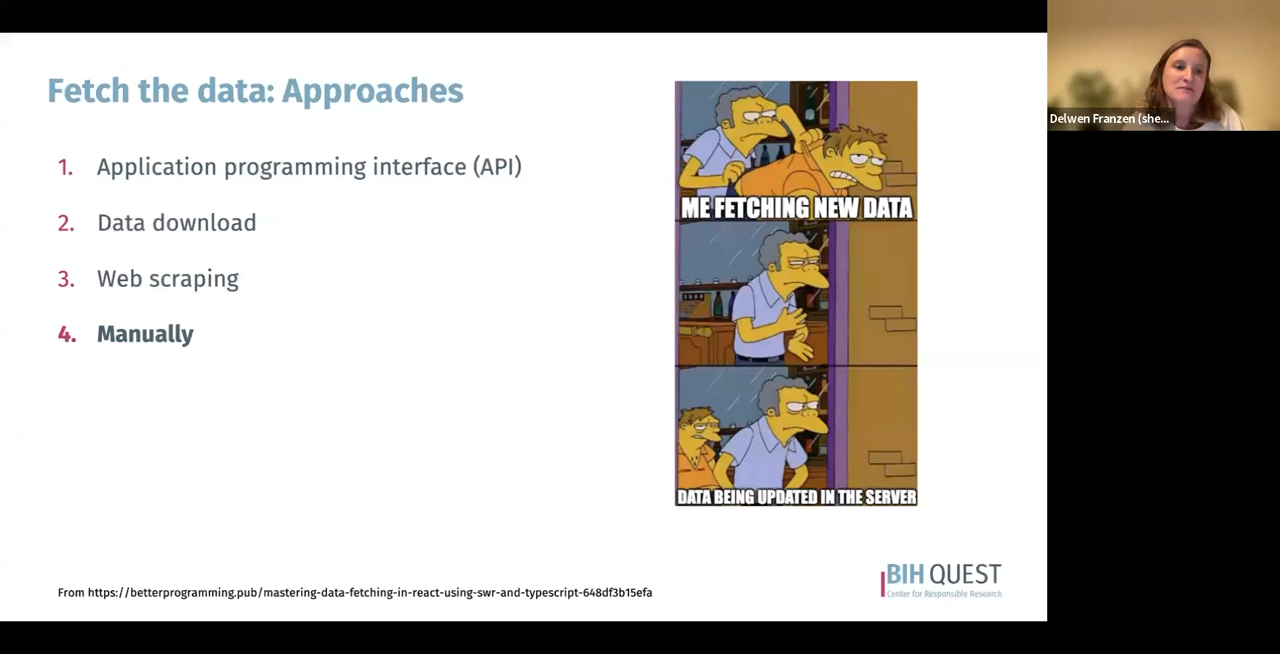 Fetch the data: Approaches
1. Application programming interface (API)
2. Data download
3. Web scraping
4. Manually
ME FETCHING NEW DATA
DATA BEING UPDATED IN THE SERVER
From https://betterprogramming.pub/mastering-data-fetching-in-react-using-swr-and-typescript-648df3b15efa
BIH QUEST
Center for Responsible Research
Delwen Franzen (she...